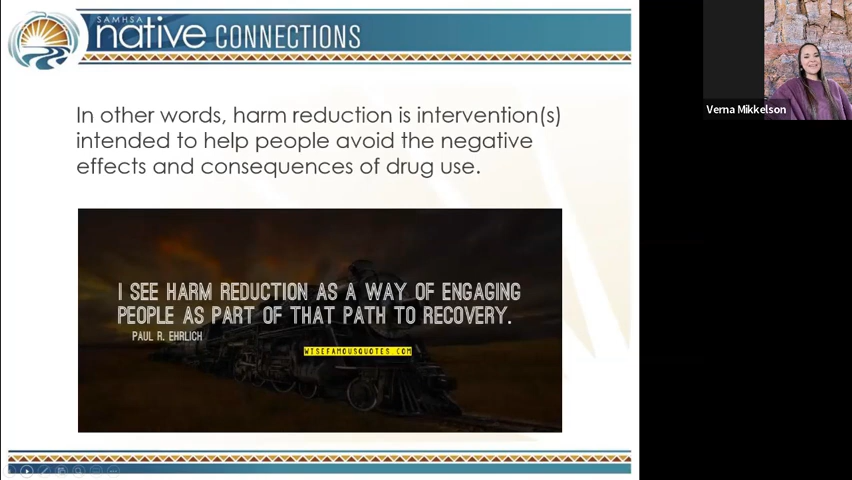 SAMHSA
native CONNECTIONS
In other words, harm reduction is intervention(s)
intended to help people avoid the negative
effects and consequences of drug use.
I SEE HARM REDUCTION AS A WAY OF ENGAGING
PEOPLE AS PART OF THAT PATH TO RECOVERY.
PAUL R. EHRLICH
WISEFAMOUSQUOTES.COM
Verna Mikkelson